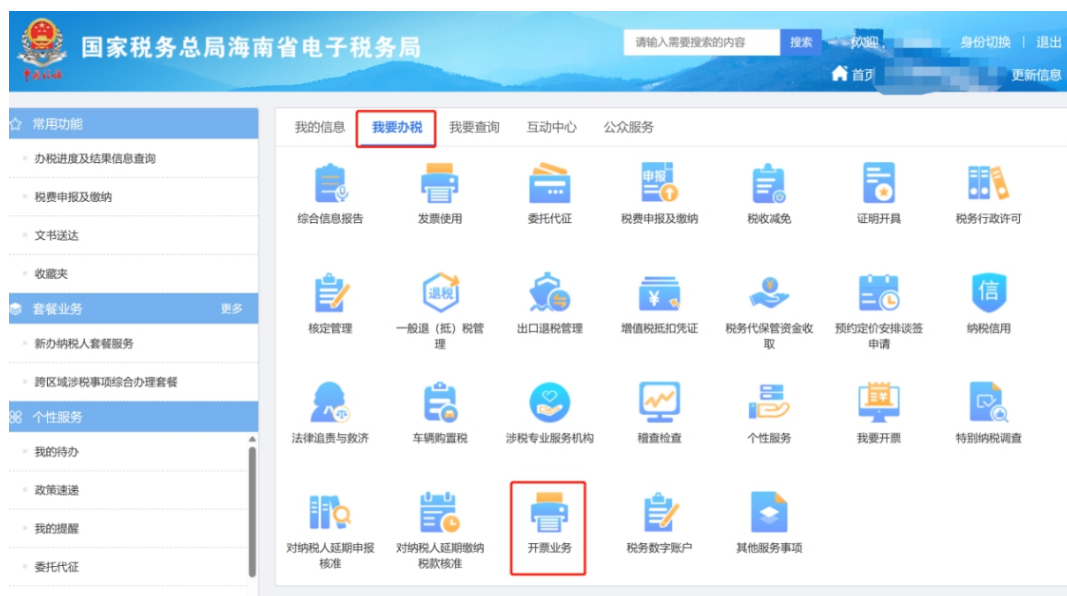 国家税务总局海南省电子税务局
请输入需要搜索的内容 搜索 欢迎, 身份切换 | 退出
首页 更新信息
常用功能
办税进度及结果信息查询
税费申报及缴纳
文书送达
收藏夹
套餐业务 更多
新办纳税人套餐服务
跨区域涉税事项综合办理套餐
个性服务
我的待办
政策速递
我的提醒
委托代征
我的信息 我要办税 我要查询 互动中心 公众服务
申报
综合信息报告 发票使用 委托代征 税费申报及缴纳 税收减免 证明开具 税务行政许可
退税 信
核定管理 一般退（抵）税管 出口退税管理 增值税抵扣凭证 税务代保管资金收 预约定价安排谈签 纳税信用
理 取 申请
法律追责与救济 车辆购置税 涉税专业服务机构 稽查检查 个性服务 我要开票 特别纳税调查
对纳税人延期申报 对纳税人延期缴纳 开票业务 税务数字账户 其他服务事项
核准 税款核准